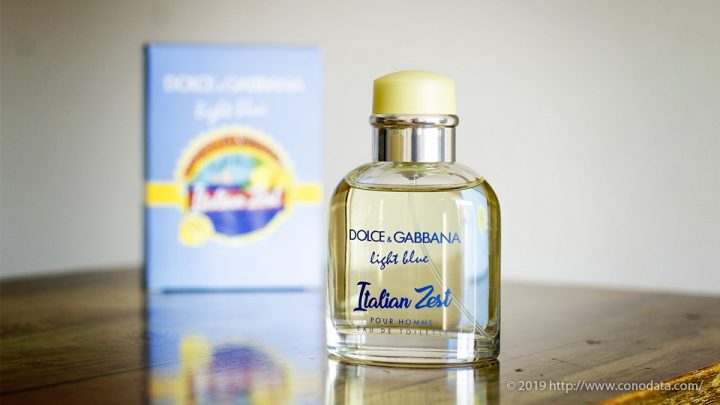 DOLCE & GABBANA
light blue
Italian Zest
DOLCE & GABBANA
light blue
Italian Zest
POUR HOMME
EAU DE TOILETTE
© 2019 http://www.conodata.com/